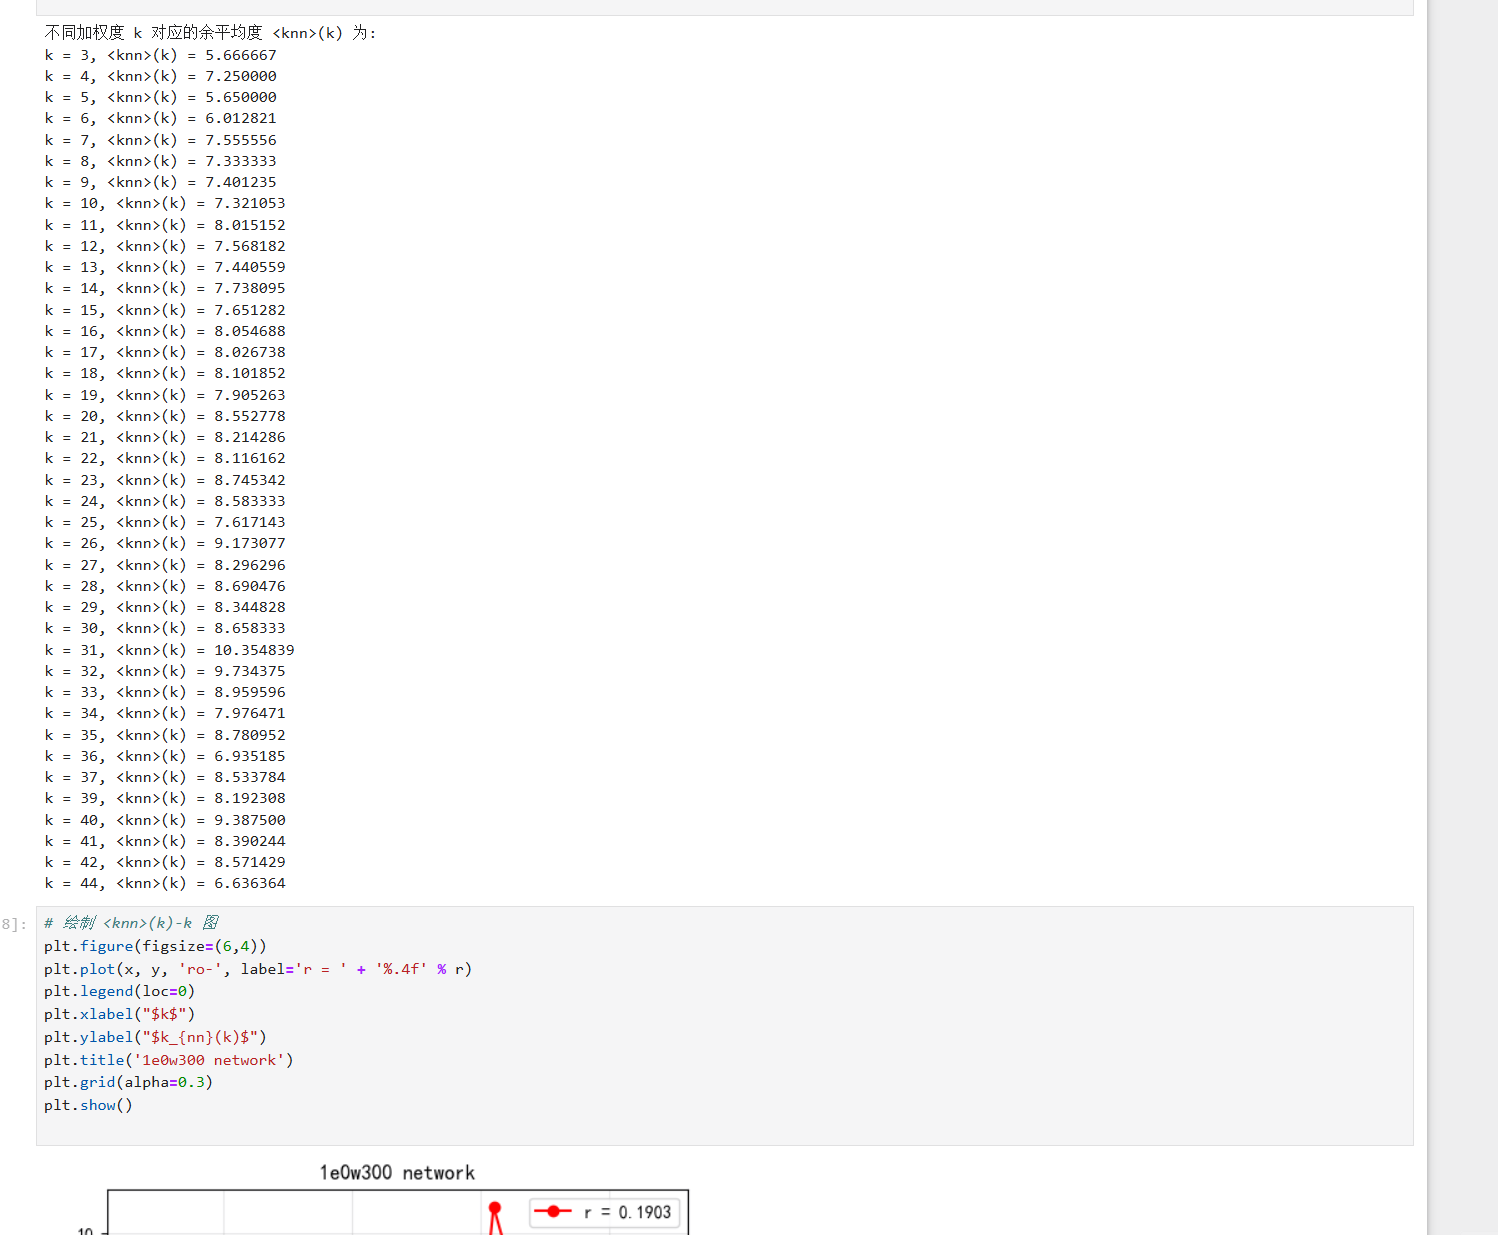 不同加权度 k 对应的余平均度 <knn>(k) 为:
k = 3, <knn>(k) = 5.666667
k = 4, <knn>(k) = 7.250000
k = 5, <knn>(k) = 5.650000
k = 6, <knn>(k) = 6.012821
k = 7, <knn>(k) = 7.555556
k = 8, <knn>(k) = 7.333333
k = 9, <knn>(k) = 7.401235
k = 10, <knn>(k) = 7.321053
k = 11, <knn>(k) = 8.015152
k = 12, <knn>(k) = 7.568182
k = 13, <knn>(k) = 7.440559
k = 14, <knn>(k) = 7.738095
k = 15, <knn>(k) = 7.651282
k = 16, <knn>(k) = 8.054688
k = 17, <knn>(k) = 8.026738
k = 18, <knn>(k) = 8.101852
k = 19, <knn>(k) = 7.905263
k = 20, <knn>(k) = 8.552778
k = 21, <knn>(k) = 8.214286
k = 22, <knn>(k) = 8.116162
k = 23, <knn>(k) = 8.745342
k = 24, <knn>(k) = 8.583333
k = 25, <knn>(k) = 7.617143
k = 26, <knn>(k) = 9.173077
k = 27, <knn>(k) = 8.296296
k = 28, <knn>(k) = 8.690476
k = 29, <knn>(k) = 8.344828
k = 30, <knn>(k) = 8.658333
k = 31, <knn>(k) = 10.354839
k = 32, <knn>(k) = 9.734375
k = 33, <knn>(k) = 8.959596
k = 34, <knn>(k) = 7.976471
k = 35, <knn>(k) = 8.780952
k = 36, <knn>(k) = 6.935185
k = 37, <knn>(k) = 8.533784
k = 39, <knn>(k) = 8.192308
k = 40, <knn>(k) = 9.387500
k = 41, <knn>(k) = 8.390244
k = 42, <knn>(k) = 8.571429
k = 44, <knn>(k) = 6.636364
8]:
# 绘制 <knn>(k)-k 图
plt.figure(figsize=(6,4))
plt.plot(x, y, 'ro-', label='r = ' + '%.4f' % r)
plt.legend(loc=0)
plt.xlabel("$k$")
plt.ylabel("$k_{nn}(k)$")
plt.title('1e0w300 network')
plt.grid(alpha=0.3)
plt.show()
1e0w300 network
r = 0.1903
10